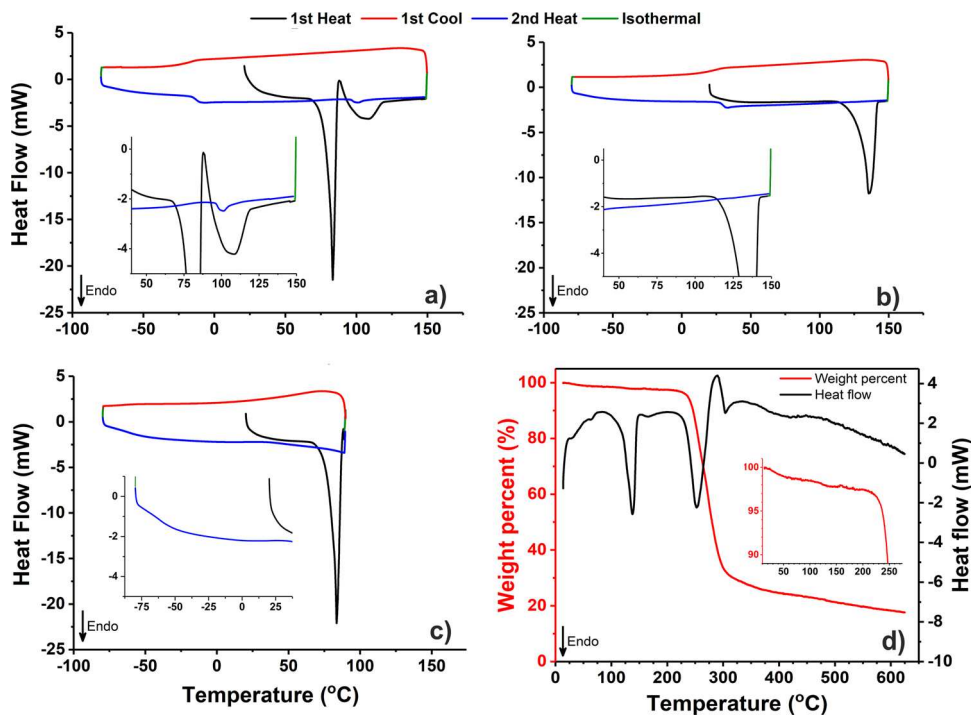 1st Heat 1st Cool 2nd Heat Isothermal
Heat Flow (mW)
5
0
-5
-10
-15
-20
-25
-100 -50 0 50 100 150
0
-2
-4
50 75 100 125 150
Endo
a)
5
0
-5
-10
-15
-20
-25
-100 -50 0 50 100 150
0
-2
-4
50 75 100 125 150
Endo
b)
Heat Flow (mW)
5
0
-5
-10
-15
-20
-25
-100 -50 0 50 100 150
0
-2
-4
-75 -50 -25 0 25
Endo
c)
Temperature (°C)
Weight percent (%)
100
80
60
40
20
0
0 100 200 300 400 500 600
Weight percent
Heat flow
4
2
0
-2
-4
-6
-8
-10
Heat flow (mW)
100
95
90
50 100 150 200 250
Endo
d)
Temperature (°C)